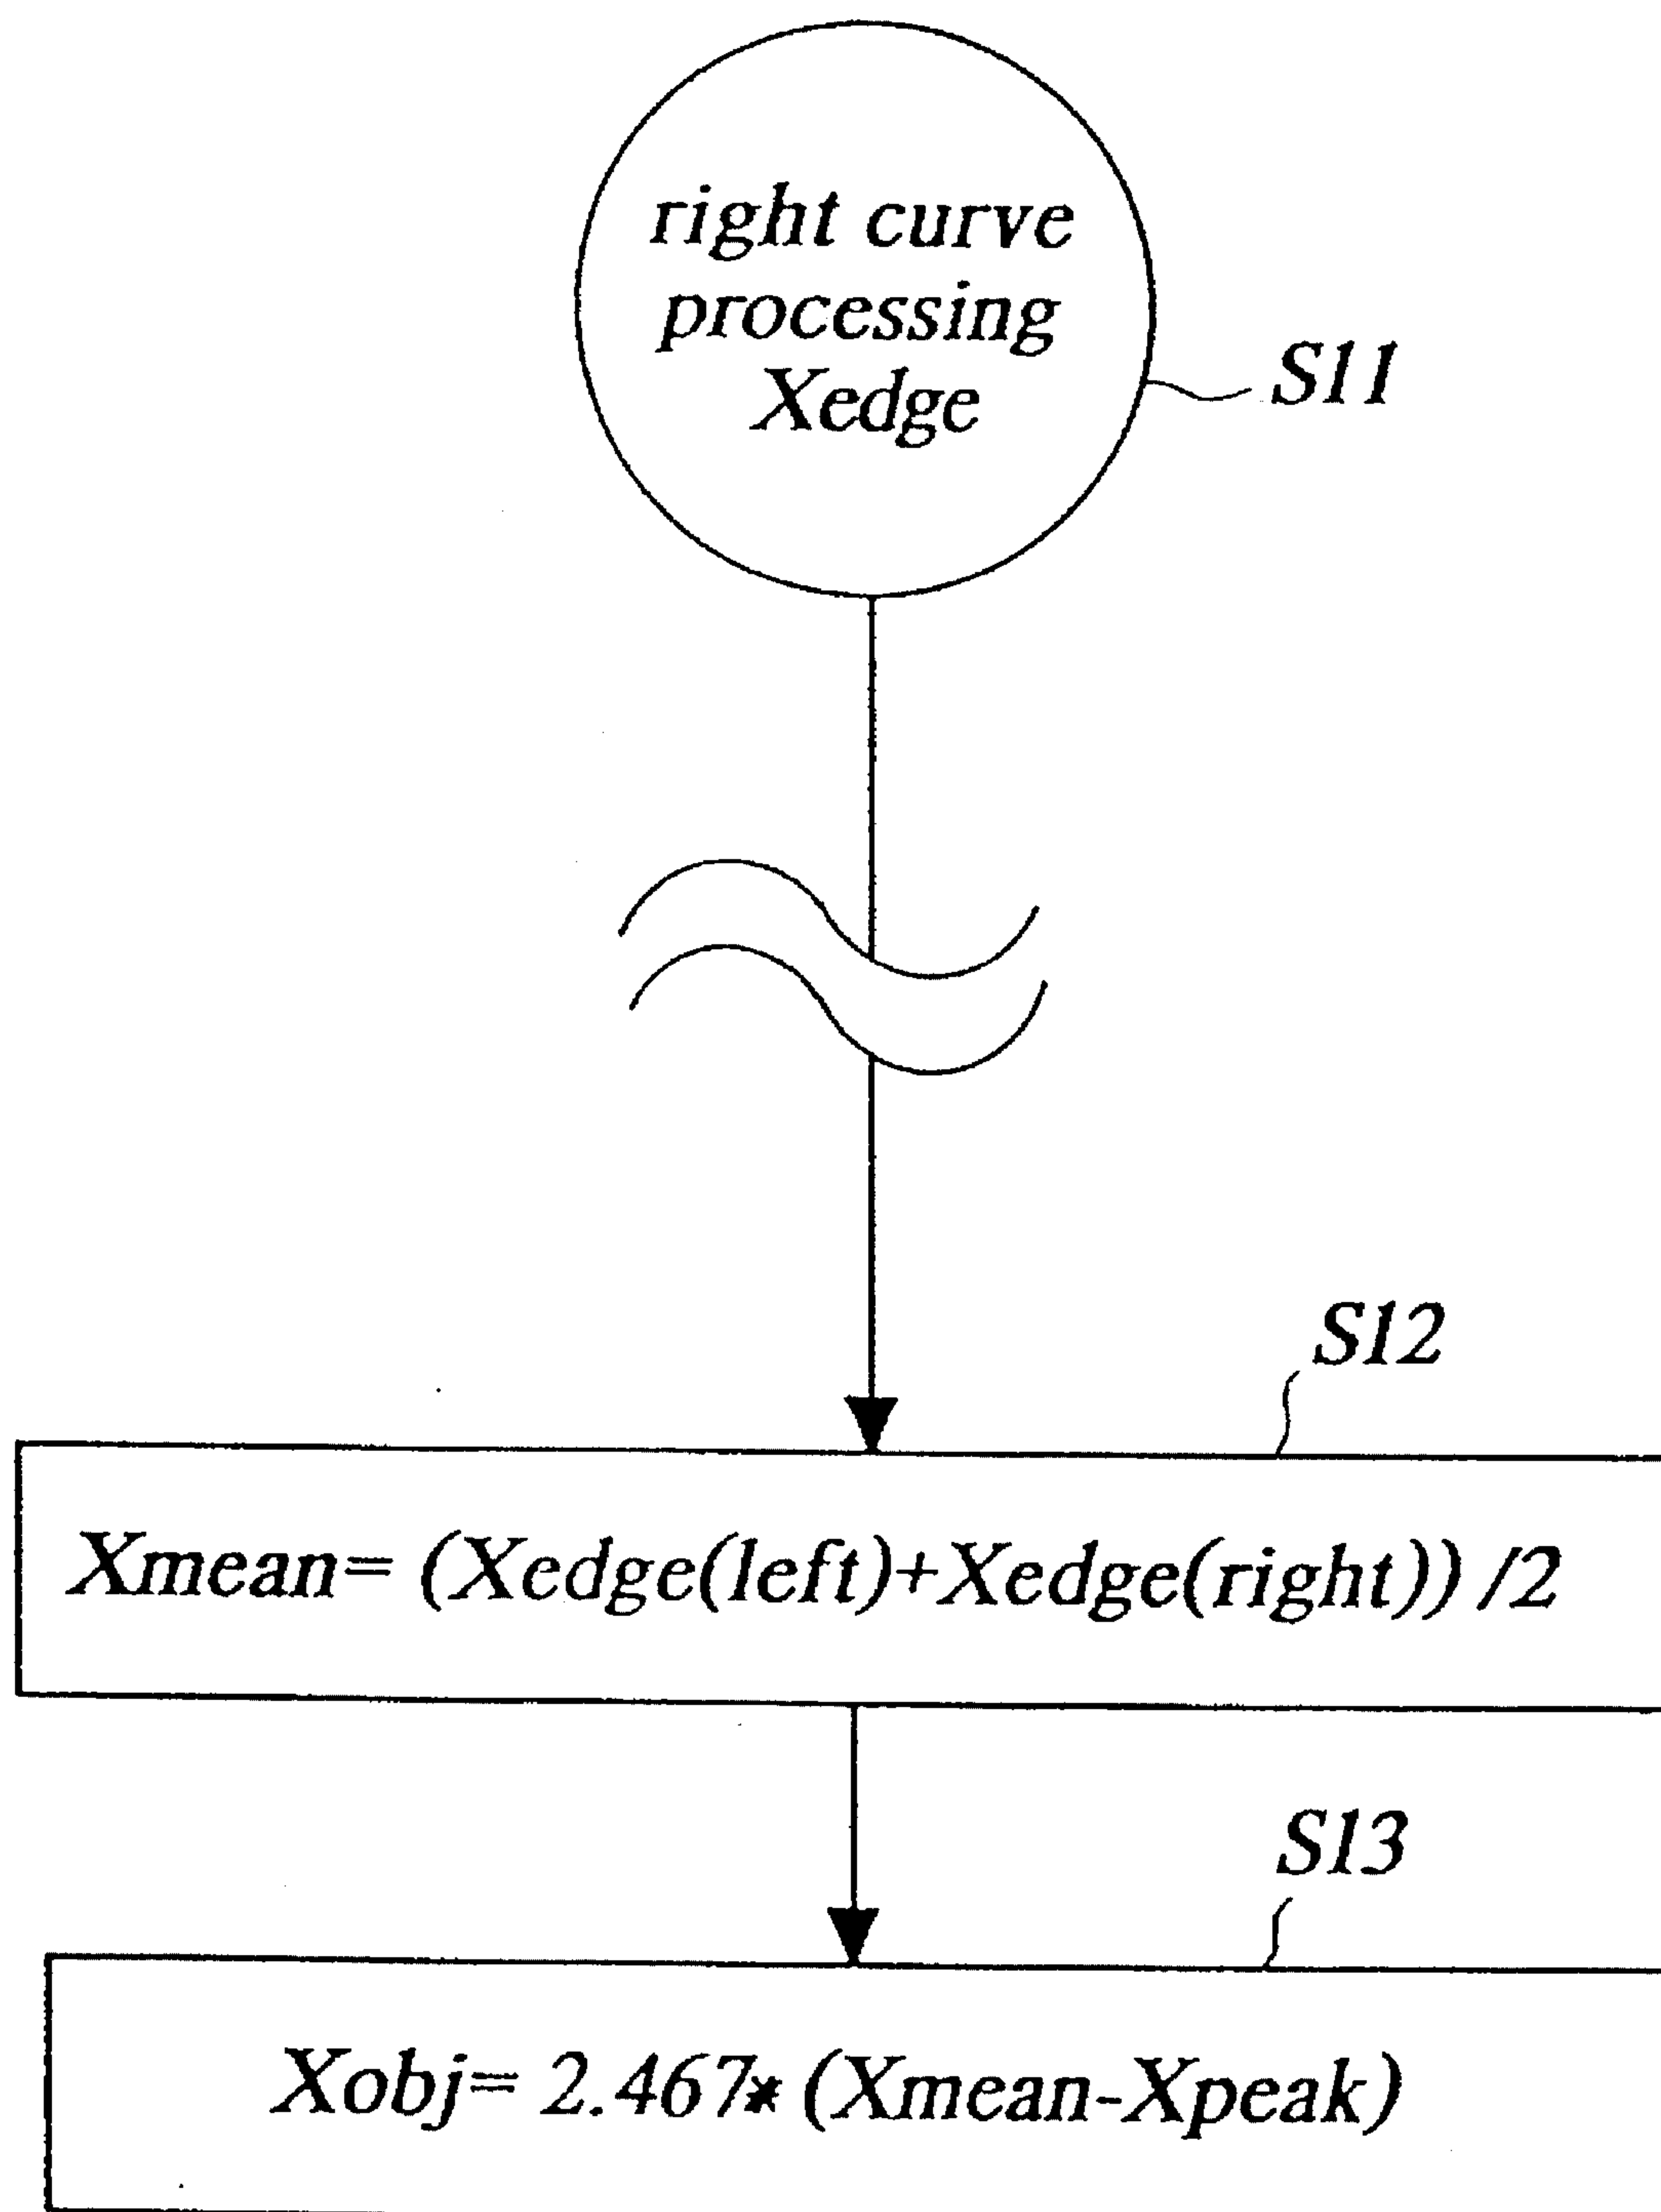 right curve
processing
Xedge
S11
S12
Xmean= (Xedge(left)+Xedge(right)) /2
S13
Xobj= 2.467* (Xmean-Xpeak)